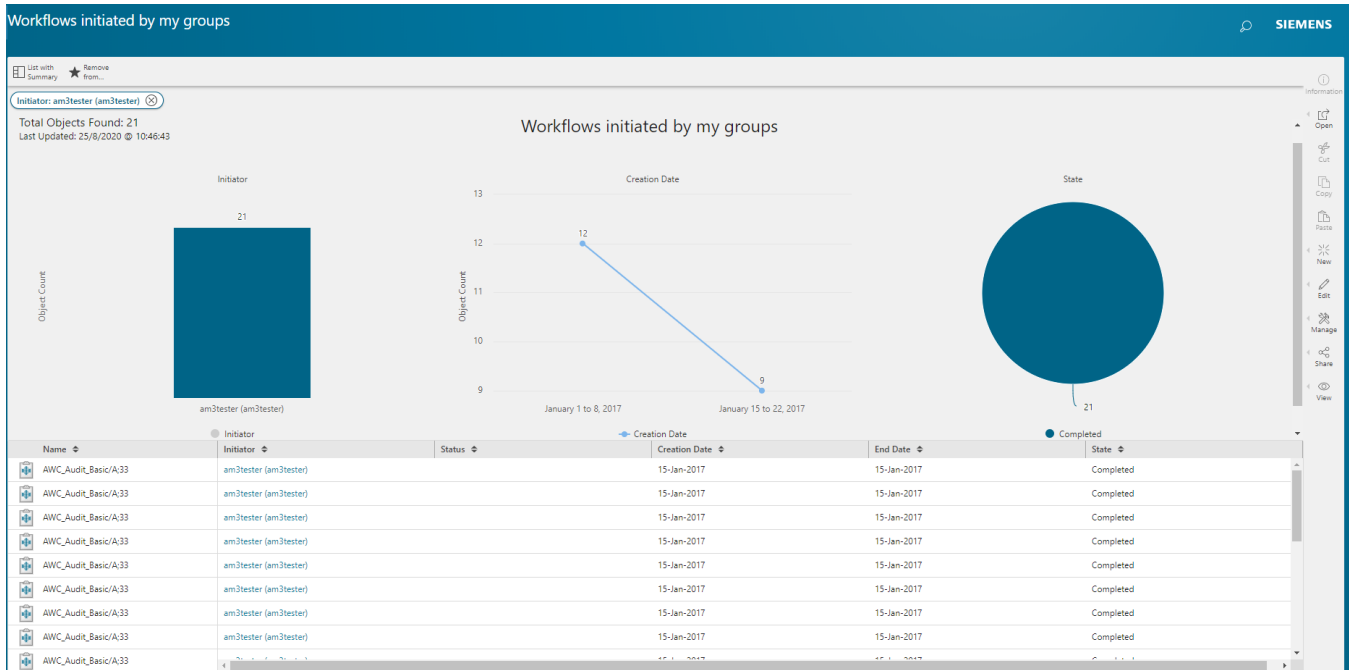 Workflows initiated by my groups
SIEMENS
List with
Summary
Remove
from...
Information
Initiator: am3tester (am3tester)
Total Objects Found: 21
Last Updated: 25/8/2020 @ 10:46:43
Workflows initiated by my groups
Open
Cut
Copy
Paste
New
Edit
Manage
Share
View
Initiator
21
Object Count
am3tester (am3tester)
Initiator
Creation Date
13
12
11
10
9
Object Count
12
9
January 1 to 8, 2017
January 15 to 22, 2017
Creation Date
State
21
Completed
Name Initiator Status Creation Date End Date State
AWC_Audit_Basic/A;33 am3tester (am3tester) 15-Jan-2017 15-Jan-2017 Completed
AWC_Audit_Basic/A;33 am3tester (am3tester) 15-Jan-2017 15-Jan-2017 Completed
AWC_Audit_Basic/A;33 am3tester (am3tester) 15-Jan-2017 15-Jan-2017 Completed
AWC_Audit_Basic/A;33 am3tester (am3tester) 15-Jan-2017 15-Jan-2017 Completed
AWC_Audit_Basic/A;33 am3tester (am3tester) 15-Jan-2017 15-Jan-2017 Completed
AWC_Audit_Basic/A;33 am3tester (am3tester) 15-Jan-2017 15-Jan-2017 Completed
AWC_Audit_Basic/A;33 am3tester (am3tester) 15-Jan-2017 15-Jan-2017 Completed
AWC_Audit_Basic/A;33 am3tester (am3tester) 15-Jan-2017 15-Jan-2017 Completed
AWC_Audit_Basic/A;33